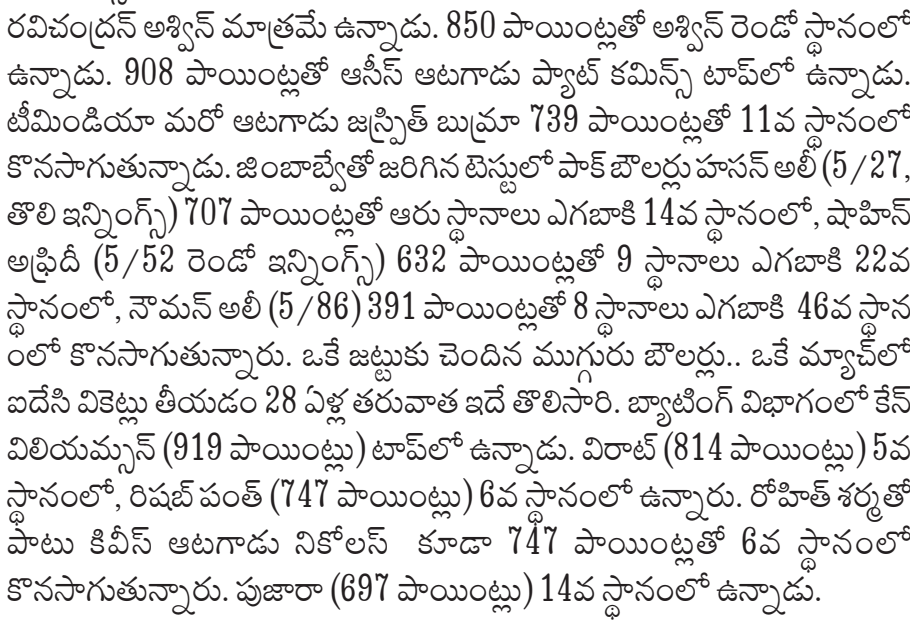 రవిచంద్రన్ అశ్విన్ మాత్రమే ఉన్నాడు. 850 పాయింట్లతో అశ్విన్ రెండో స్థానంలో
ఉన్నాడు. 908 పాయింట్లతో ఆసీస్ ఆటగాడు ప్యాట్ కమిన్స్ టాప్‌లో ఉన్నాడు.
టీమిండియా మరో ఆటగాడు జస్ప్రిత్ బుమ్రా 739 పాయింట్లతో 11వ స్థానంలో
కొనసాగుతున్నాడు. జింబాబ్వేతో జరిగిన టెస్టులో పాక్ బౌలర్లు హసన్ అలీ (5/27,
తొలి ఇన్నింగ్స్) 707 పాయింట్లతో ఆరు స్థానాలు ఎగబాకి 14వ స్థానంలో, షాహిన్
అఫ్రిదీ (5/52 రెండో ఇన్నింగ్స్) 632 పాయింట్లతో 9 స్థానాలు ఎగబాకి 22వ
స్థానంలో, నౌమన్ అలీ (5/86) 391 పాయింట్లతో 8 స్థానాలు ఎగబాకి 46వ స్థాన
ంలో కొనసాగుతున్నారు. ఒకే జట్టుకు చెందిన ముగ్గురు బౌలర్లు.. ఒకే మ్యాచ్‌లో
ఐదేసి వికెట్లు తీయడం 28 ఏళ్ల తరువాత ఇదే తొలిసారి. బ్యాటింగ్ విభాగంలో కేన్
విలియమ్సన్ (919 పాయింట్లు) టాప్‌లో ఉన్నాడు. విరాట్ (814 పాయింట్లు) 5వ
స్థానంలో, రిషబ్ పంత్ (747 పాయింట్లు) 6వ స్థానంలో ఉన్నారు. రోహిత్ శర్మతో
పాటు కివీస్ ఆటగాడు నికోలస్ కూడా 747 పాయింట్లతో 6వ స్థానంలో
కొనసాగుతున్నారు. పుజారా (697 పాయింట్లు) 14వ స్థానంలో ఉన్నాడు.